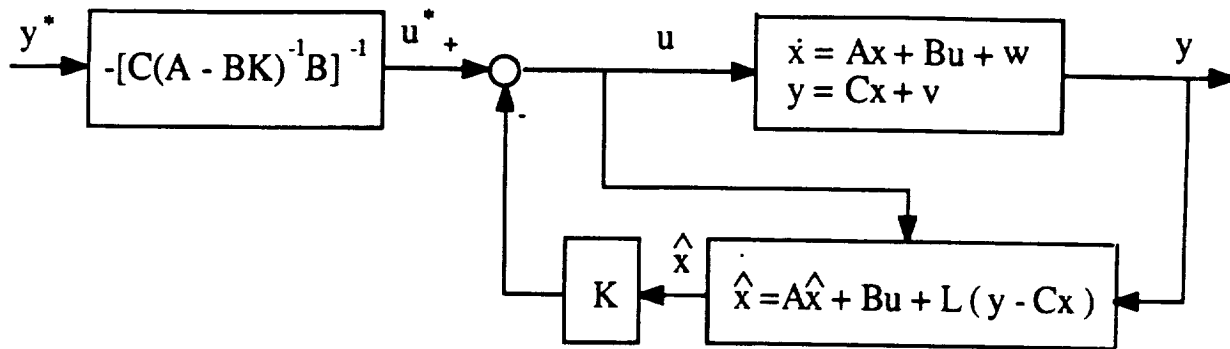 y*
-[C(A - BK)⁻¹B]⁻¹
u*
+
-
u
ẋ = Ax + Bu + w
y = Cx + v
y
K
x̂
x̂̇ = Ax̂ + Bu + L ( y - Cx )